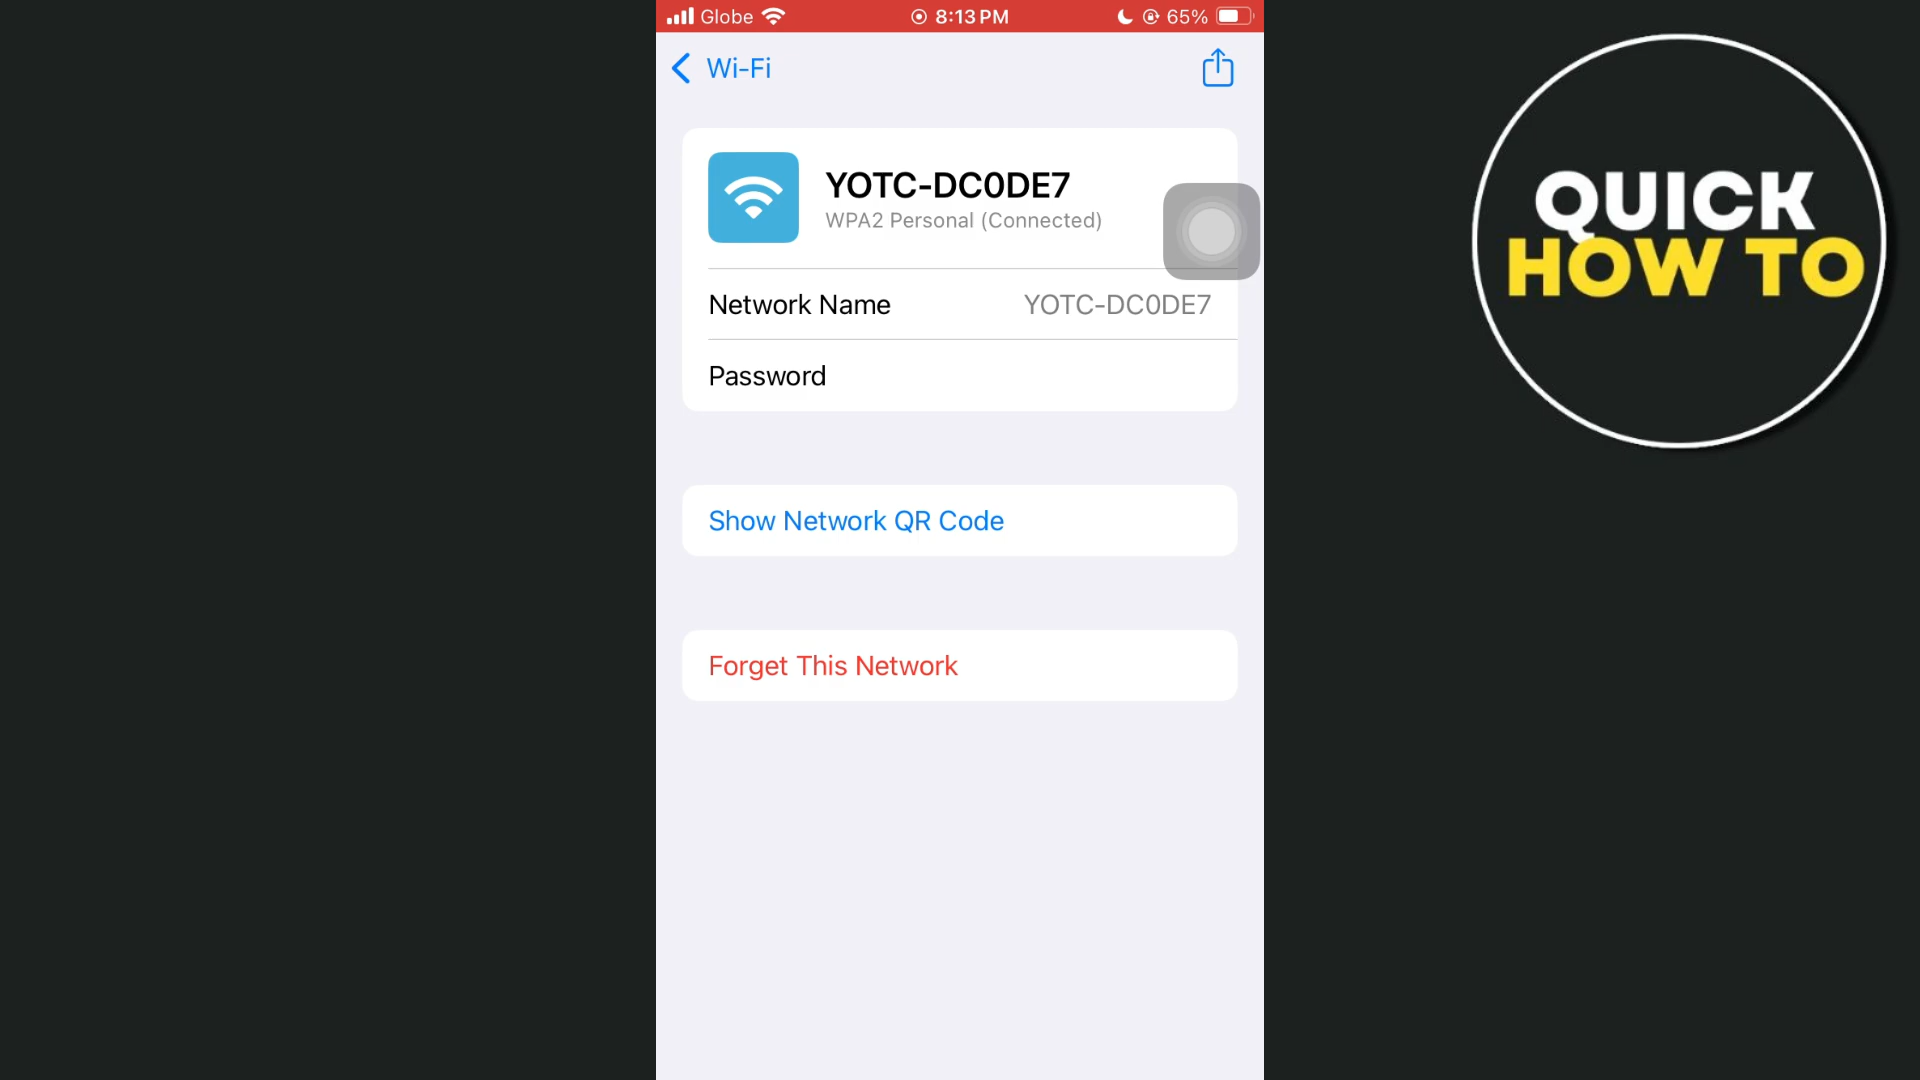 Globe 8:13 PM 65%
Wi-Fi
YOTC-DC0DE7
WPA2 Personal (Connected)
Network Name YOTC-DC0DE7
Password
Show Network QR Code
Forget This Network
QUICK
HOW TO